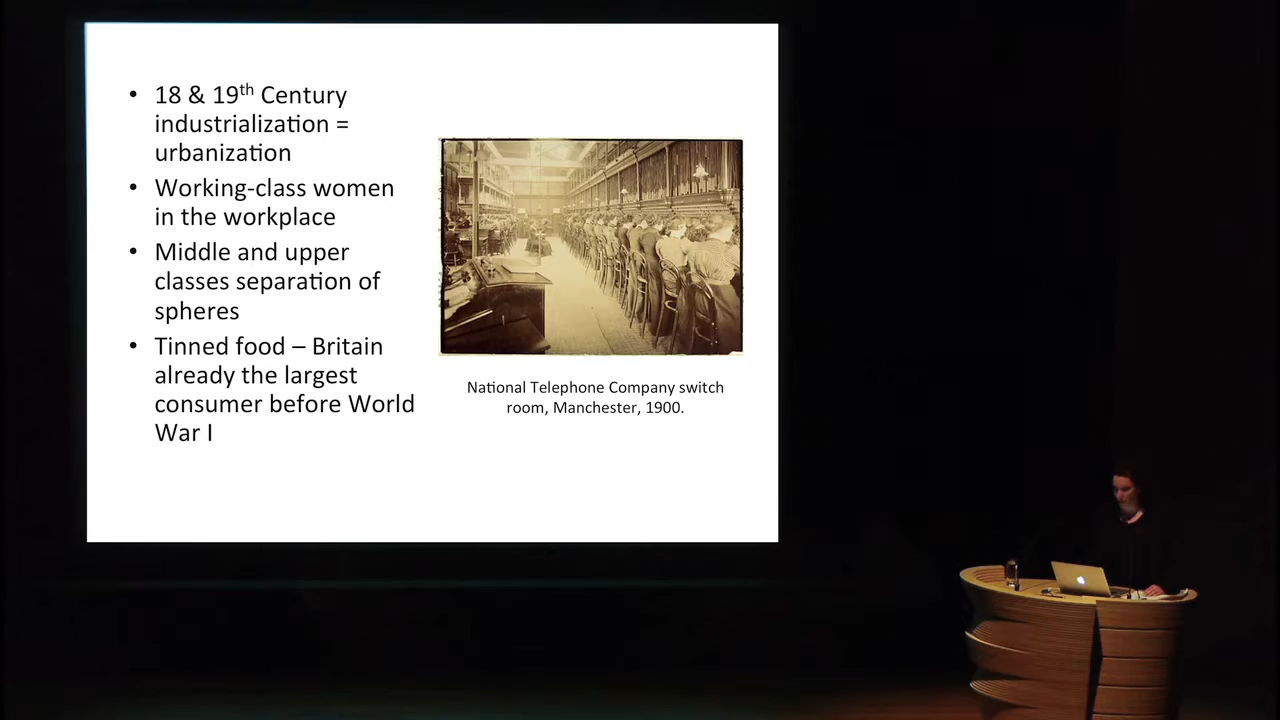 • 18 & 19th Century
industrialization =
urbanization
• Working-class women
in the workplace
• Middle and upper
classes separation of
spheres
• Tinned food – Britain
already the largest
consumer before World
War I
National Telephone Company switch
room, Manchester, 1900.